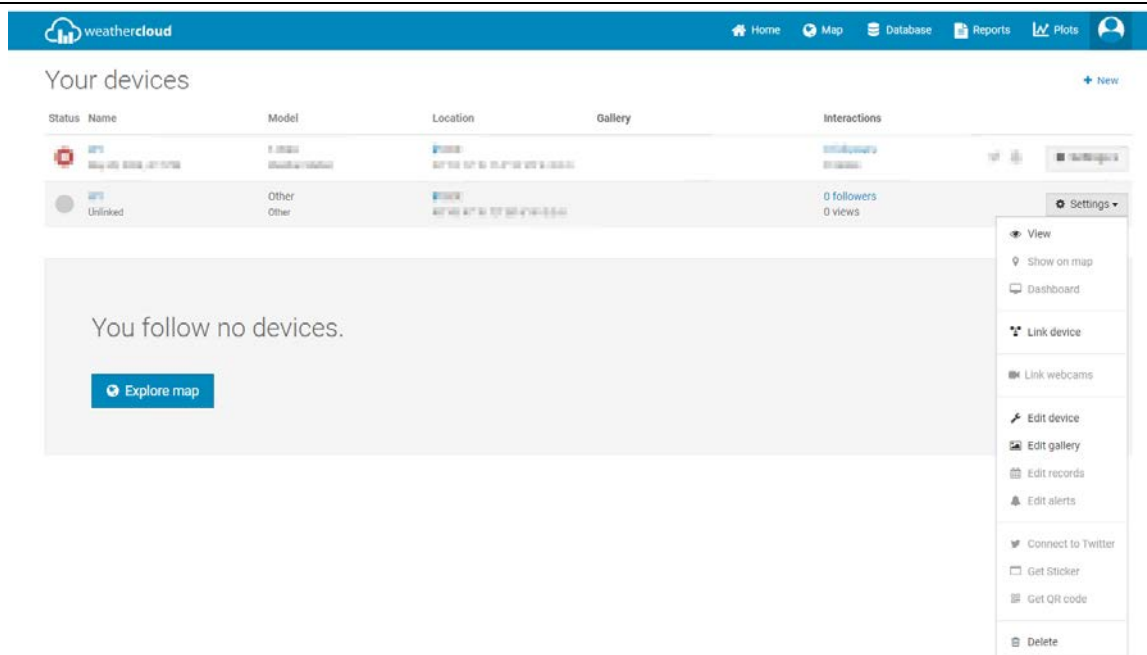 weathercloud
Home Map Database Reports Plots
Your devices
+ New
Status Name Model Location Gallery Interactions
Other 0 followers Settings
Unlinked Other 0 views
View
Show on map
Dashboard
You follow no devices.
Link device
Link webcams
Explore map
Edit device
Edit gallery
Edit records
Edit alerts
Connect to Twitter
Get Sticker
Get QR code
Delete